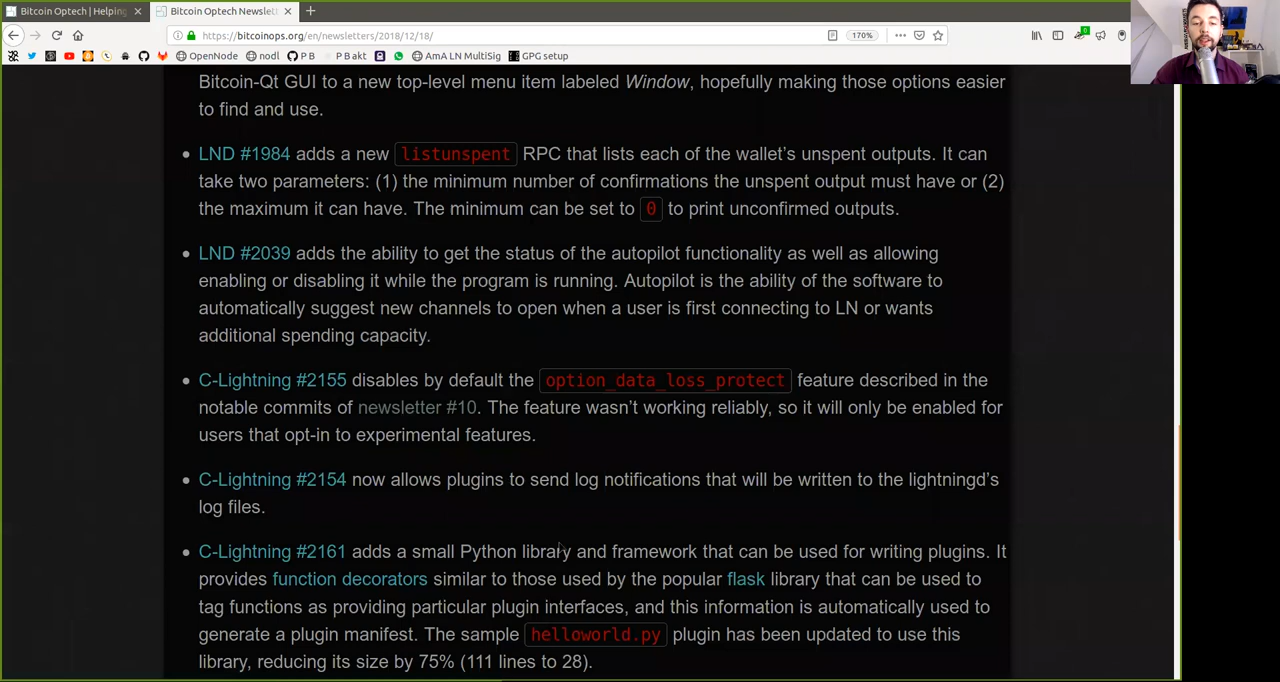 Bitcoin Optech | Helping
Bitcoin Optech Newslet
https://bitcoinops.org/en/newsletters/2018/12/18/
170%
OpenNode nodl P B P B akt AmA LN MultiSig GPG setup
Bitcoin-Qt GUI to a new top-level menu item labeled Window, hopefully making those options easier
to find and use.
LND #1984 adds a new listunspent RPC that lists each of the wallet’s unspent outputs. It can
take two parameters: (1) the minimum number of confirmations the unspent output must have or (2)
the maximum it can have. The minimum can be set to 0 to print unconfirmed outputs.
LND #2039 adds the ability to get the status of the autopilot functionality as well as allowing
enabling or disabling it while the program is running. Autopilot is the ability of the software to
automatically suggest new channels to open when a user is first connecting to LN or wants
additional spending capacity.
C-Lightning #2155 disables by default the option_data_loss_protect feature described in the
notable commits of newsletter #10. The feature wasn’t working reliably, so it will only be enabled for
users that opt-in to experimental features.
C-Lightning #2154 now allows plugins to send log notifications that will be written to the lightningd’s
log files.
C-Lightning #2161 adds a small Python library and framework that can be used for writing plugins. It
provides function decorators similar to those used by the popular flask library that can be used to
tag functions as providing particular plugin interfaces, and this information is automatically used to
generate a plugin manifest. The sample helloworld.py plugin has been updated to use this
library, reducing its size by 75% (111 lines to 28).